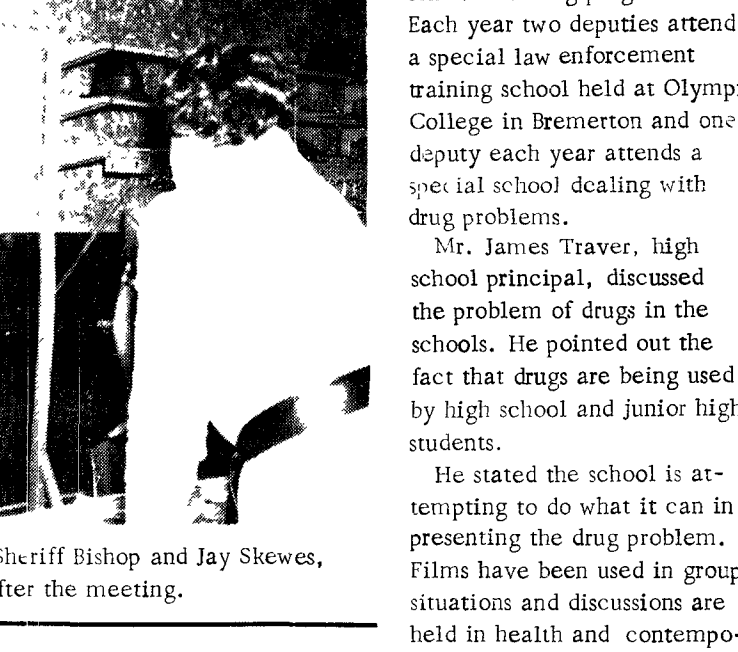 Each year two deputies attend
a special law enforcement
training school held at Olymp
College in Bremerton and one
deputy each year attends a
special school dealing with
drug problems.
Mr. James Traver, high
school principal, discussed
the problem of drugs in the
schools. He pointed out the
fact that drugs are being used
by high school and junior high
students.
He stated the school is at-
tempting to do what it can in
presenting the drug problem.
Films have been used in group
situations and discussions are
held in health and contempo-
Sheriff Bishop and Jay Skewes,
fter the meeting.